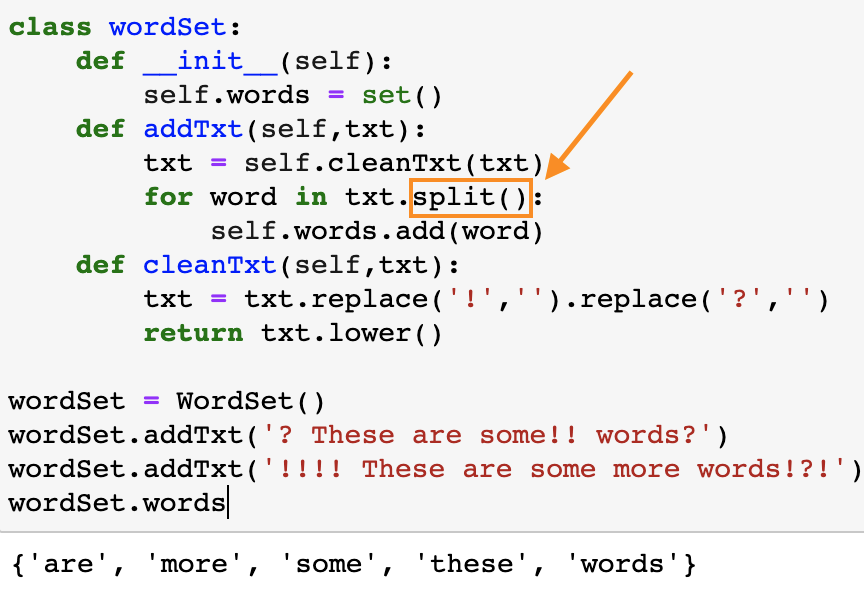 class wordSet:
    def __init__(self):
        self.words = set()
    def addTxt(self,txt):
        txt = self.cleanTxt(txt)
        for word in txt.split():
            self.words.add(word)
    def cleanTxt(self,txt):
        txt = txt.replace('!','').replace('?','')
        return txt.lower()
wordSet = WordSet()
wordSet.addTxt('? These are some!! words?')
wordSet.addTxt('!!!! These are some more words!?!')
wordSet.words
{'are', 'more', 'some', 'these', 'words'}